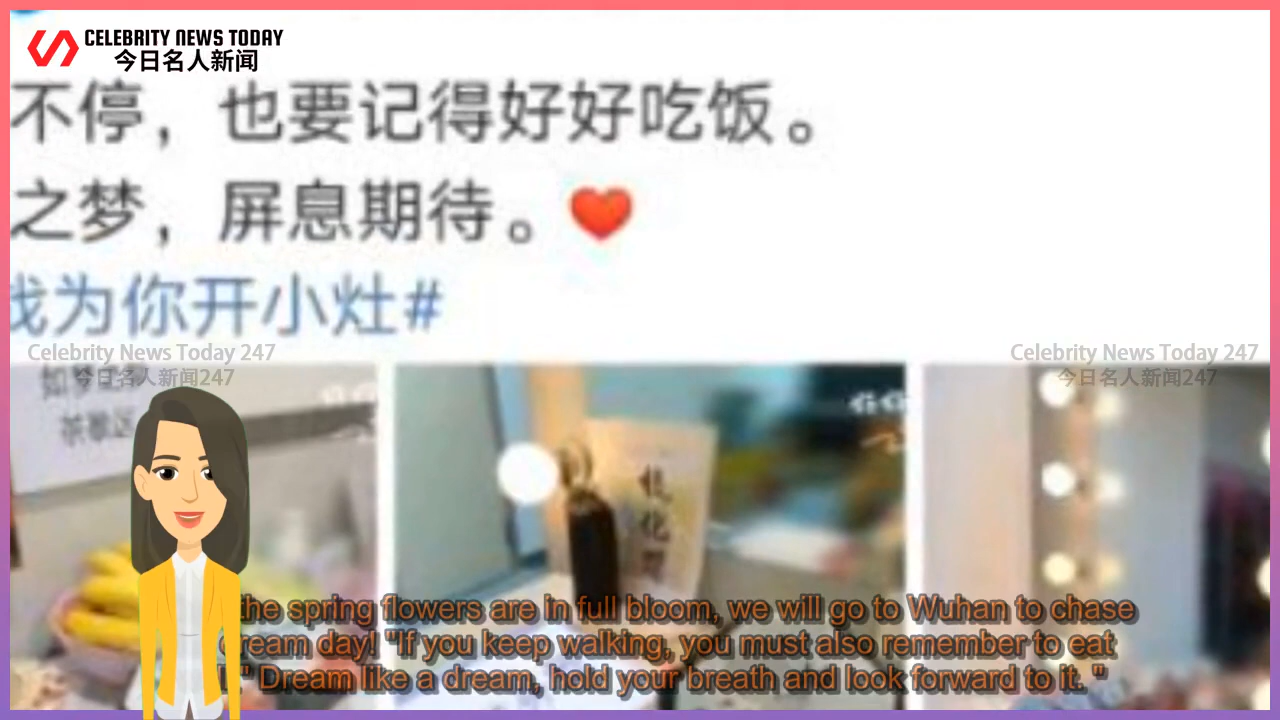 CELEBRITY NEWS TODAY
今日名人新闻
不停，也要记得好好吃饭。
之梦，屏息期待。❤️
我为你开小灶#
Celebrity News Today 247
今日名人新闻247
Celebrity News Today 247
今日名人新闻247
the spring flowers are in full bloom, we will go to Wuhan to chase
dream day! "If you keep walking, you must also remember to eat
" Dream like a dream, hold your breath and look forward to it. "